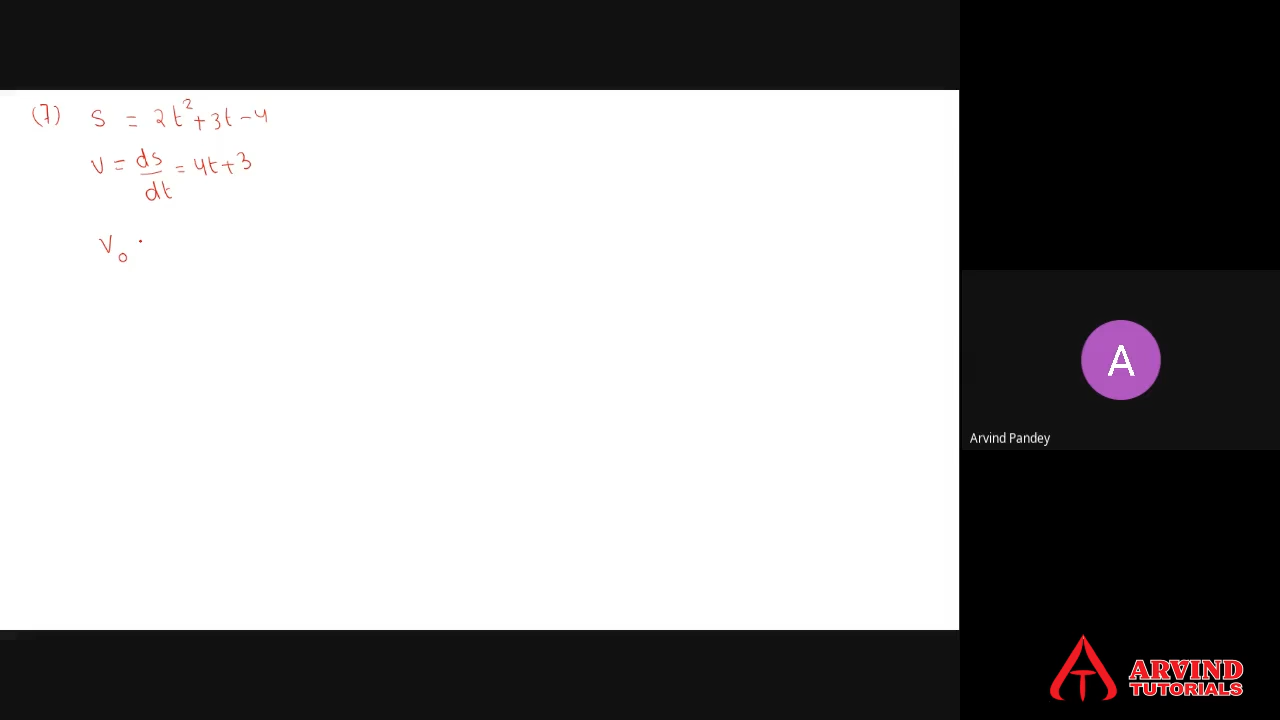 (7) S = 2t²+3t-4
V = ds/dt = 4t+3
V₀
A
Arvind Pandey
ARVIND
TUTORIALS